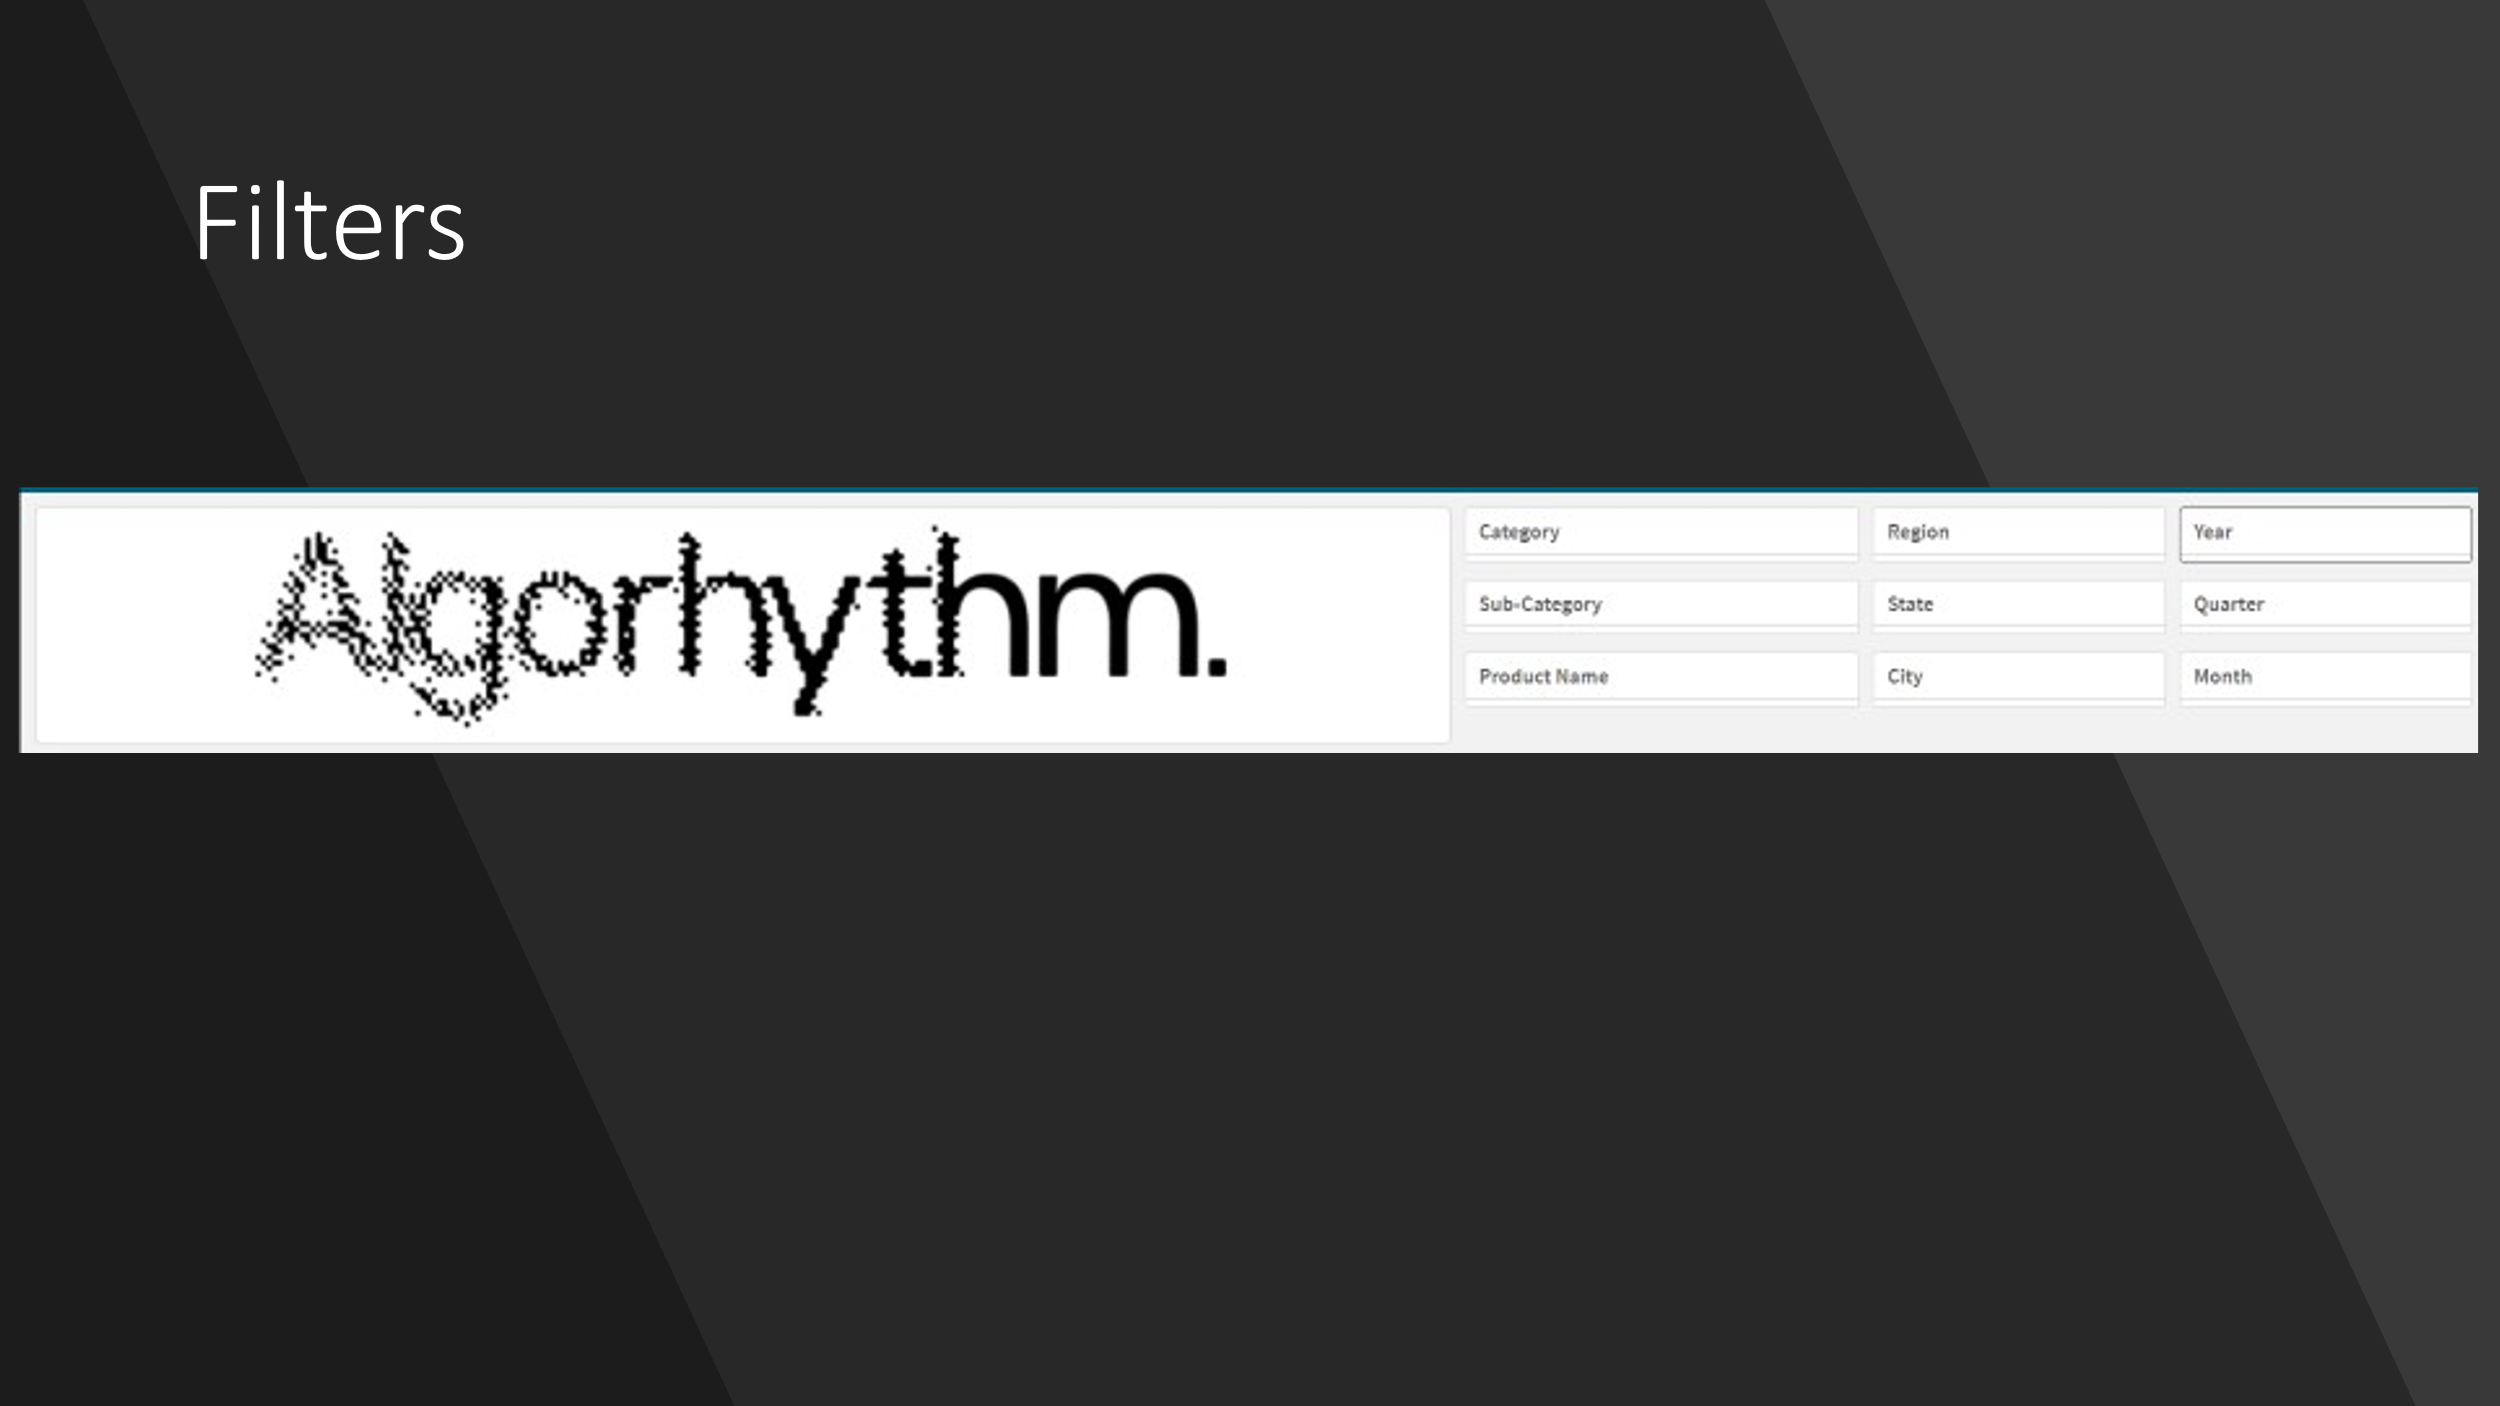 Filters
Algorhythm.
Category
Region
Year
Sub-Category
State
Quarter
Product Name
City
Month